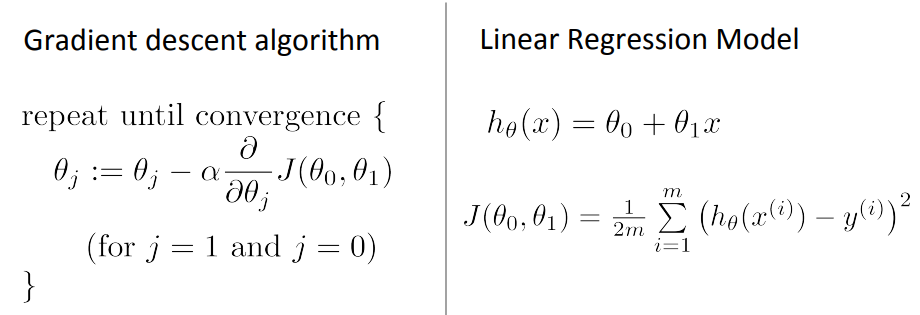 Gradient descent algorithm
repeat until convergence {
θ_j := θ_j − α ∂/∂θ_j J(θ_0, θ_1)
(for j = 1 and j = 0)
}
Linear Regression Model
h_θ(x) = θ_0 + θ_1x
J(θ_0, θ_1) = 1/2m ∑_{i=1}^{m} (h_θ(x^{(i)}) − y^{(i)})^2